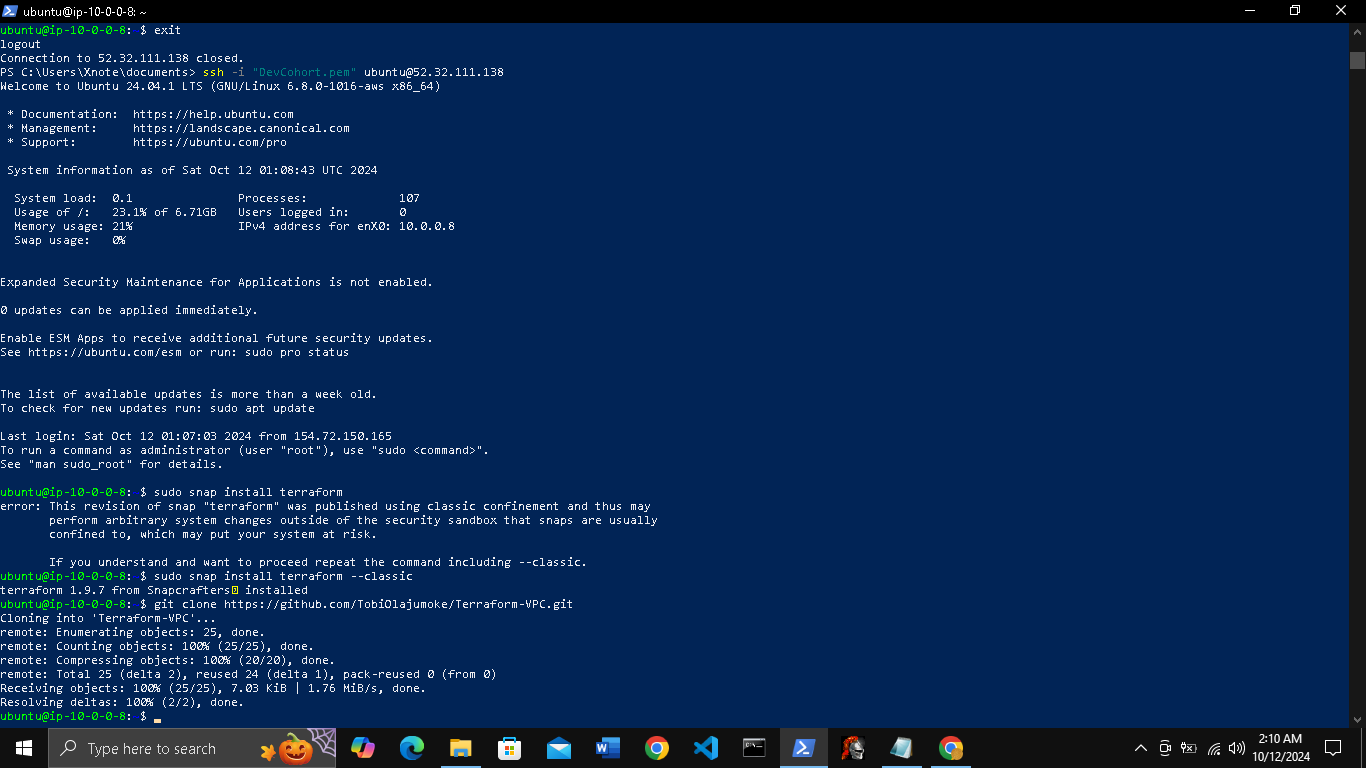 ubuntu@ip-10-0-0-8: ~
ubuntu@ip-10-0-0-8:~$ exit
logout
Connection to 52.32.111.138 closed.
PS C:\Users\Xnote\documents> ssh -i "DevCohort.pem" ubuntu@52.32.111.138
Welcome to Ubuntu 24.04.1 LTS (GNU/Linux 6.8.0-1016-aws x86_64)
* Documentation:  https://help.ubuntu.com
* Management:     https://landscape.canonical.com
* Support:        https://ubuntu.com/pro
System information as of Sat Oct 12 01:08:43 UTC 2024
System load:  0.1                Processes:             107
Usage of /:   23.1% of 6.71GB   Users logged in:       0
Memory usage: 21%                IPv4 address for enX0: 10.0.0.8
Swap usage:   0%
Expanded Security Maintenance for Applications is not enabled.
0 updates can be applied immediately.
Enable ESM Apps to receive additional future security updates.
See https://ubuntu.com/esm or run: sudo pro status
The list of available updates is more than a week old.
To check for new updates run: sudo apt update
Last login: Sat Oct 12 01:07:03 2024 from 154.72.150.165
To run a command as administrator (user "root"), use "sudo <command>".
See "man sudo_root" for details.
ubuntu@ip-10-0-0-8:~$ sudo snap install terraform
error: This revision of snap "terraform" was published using classic confinement and thus may
perform arbitrary system changes outside of the security sandbox that snaps are usually
confined to, which may put your system at risk.
If you understand and want to proceed repeat the command including --classic.
ubuntu@ip-10-0-0-8:~$ sudo snap install terraform --classic
terraform 1.9.7 from Snapcrafters installed
ubuntu@ip-10-0-0-8:~$ git clone https://github.com/TobiOlajumoke/Terraform-VPC.git
Cloning into 'Terraform-VPC'...
remote: Enumerating objects: 25, done.
remote: Counting objects: 100% (25/25), done.
remote: Compressing objects: 100% (20/20), done.
remote: Total 25 (delta 2), reused 24 (delta 1), pack-reused 0 (from 0)
Receiving objects: 100% (25/25), 7.03 KiB | 1.76 MiB/s, done.
Resolving deltas: 100% (2/2), done.
ubuntu@ip-10-0-0-8:~$
Type here to search
2:10 AM
10/12/2024